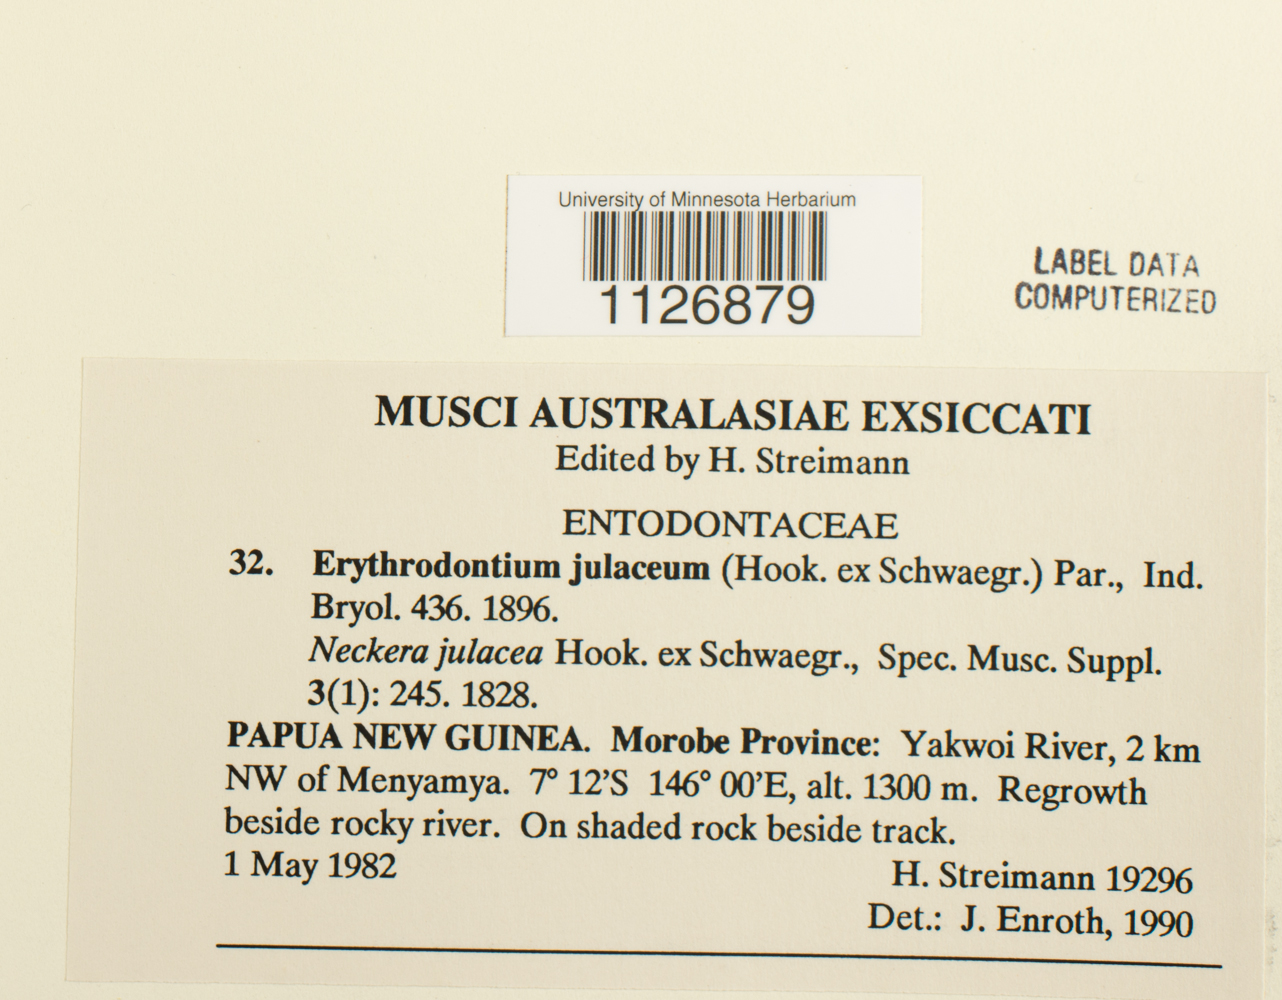 University of Minnesota Herbarium
1126879
LABEL DATA
COMPUTERIZED
MUSCI AUSTRALASIAE EXSICCATI
Edited by H. Streimann
ENTODONTACEAE
32. Erythrodontium julaceum (Hook. ex Schwaegr.) Par., Ind.
Bryol. 436. 1896.
Neckera julacea Hook. ex Schwaegr., Spec. Musc. Suppl.
3(1): 245. 1828.
PAPUA NEW GUINEA. Morobe Province: Yakwoi River, 2 km
NW of Menyamya. 7° 12'S 146° 00'E, alt. 1300 m. Regrowth
beside rocky river. On shaded rock beside track.
1 May 1982 H. Streimann 19296
Det.: J. Enroth, 1990